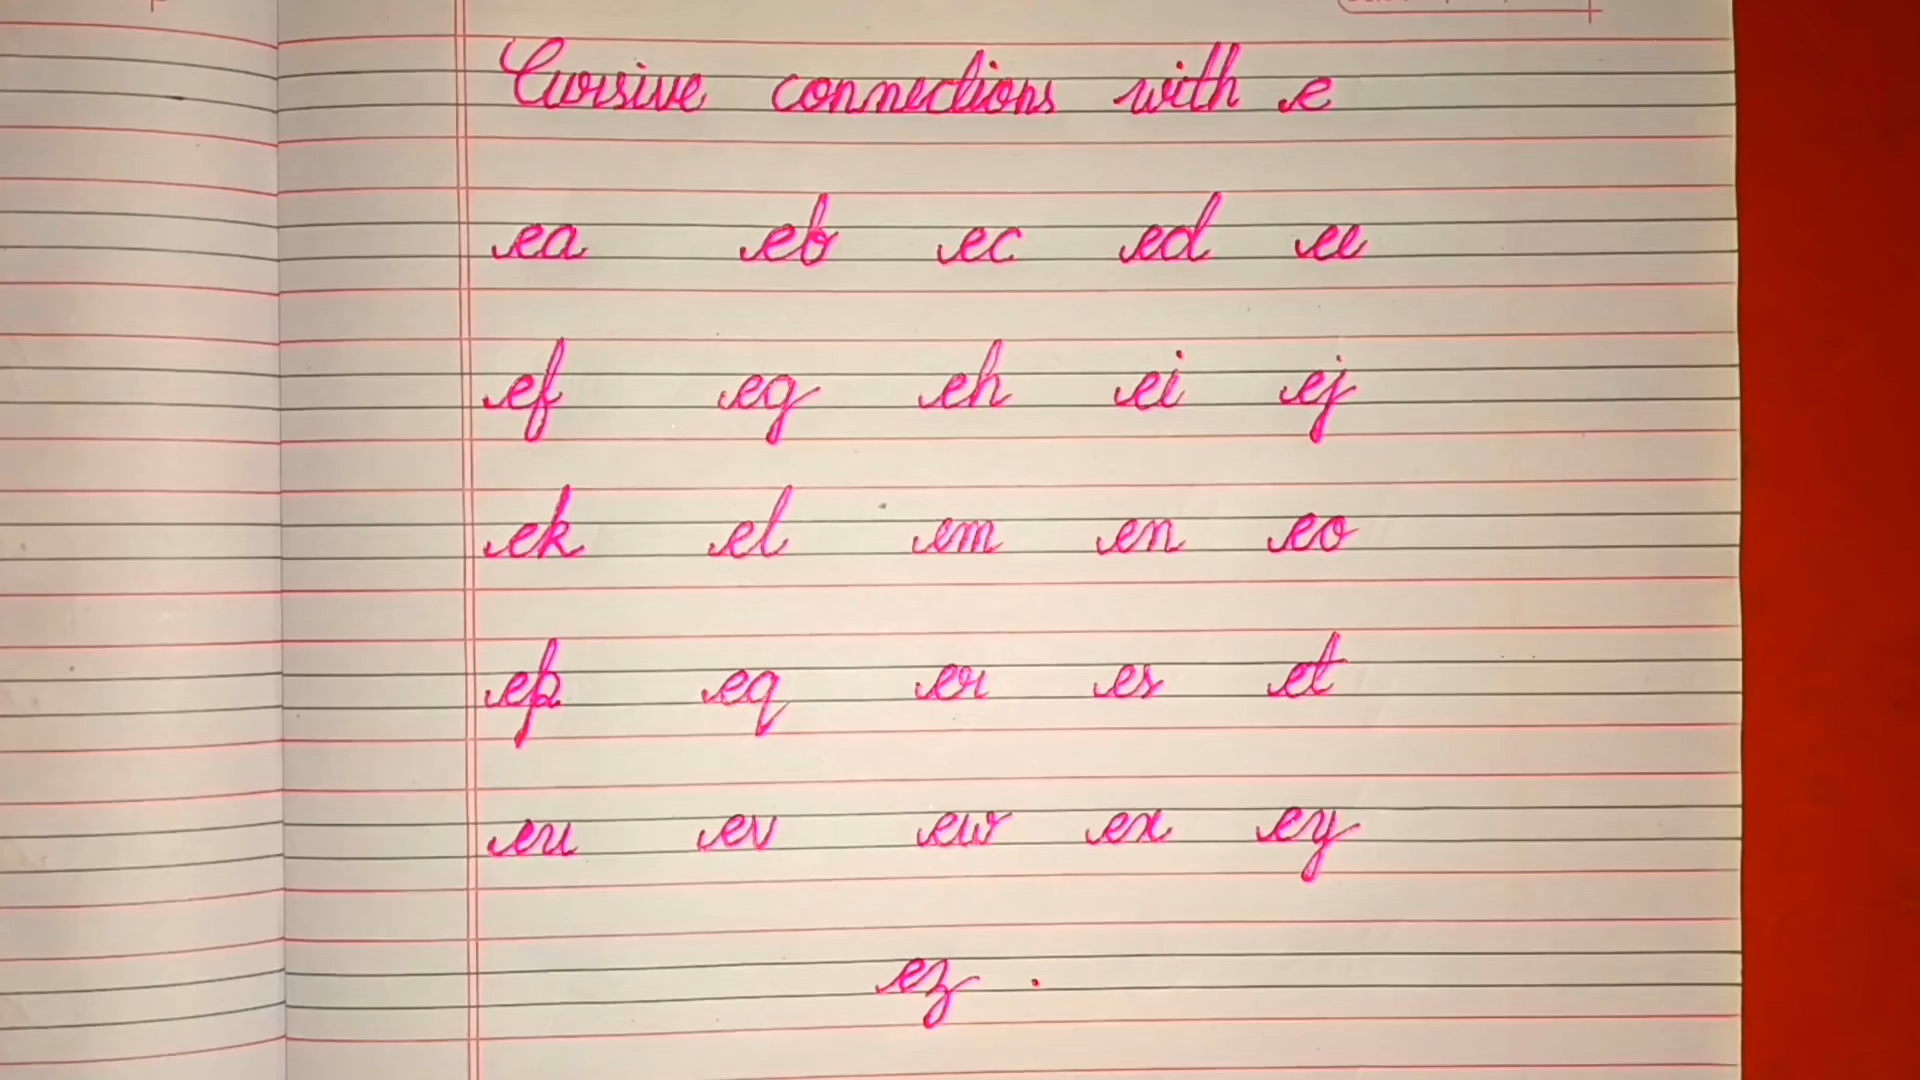 Cursive connections with e
ea eb ec ed ee
ef eg eh ei ej
ek el em en eo
ep eq er es et
eu ev ew ex ey
ez .